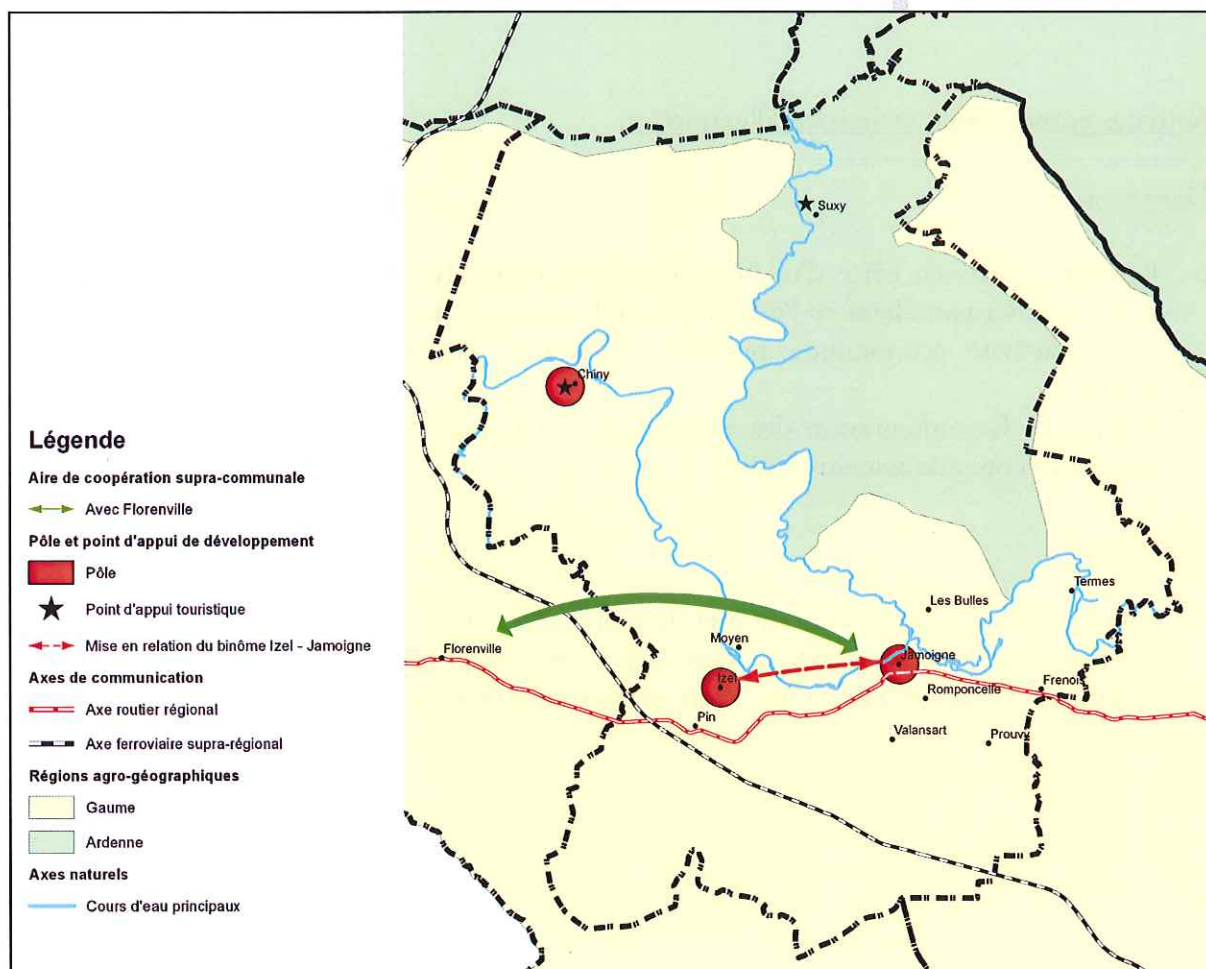 Légende
Aire de coopération supra-communale
Avec Florenville
Pôle et point d'appui de développement
Pôle
Point d'appui touristique
Mise en relation du binôme Izel - Jamoigne
Axes de communication
Axe routier régional
Axe ferroviaire supra-régional
Régions agro-géographiques
Gaume
Ardenne
Axes naturels
Cours d'eau principaux
Suxy
Chiny
Termes
Les Bulles
Moyen
Florenville
Jamoigne
Izel
Frenois
Romponcelle
Pin
Valansart
Prouvy